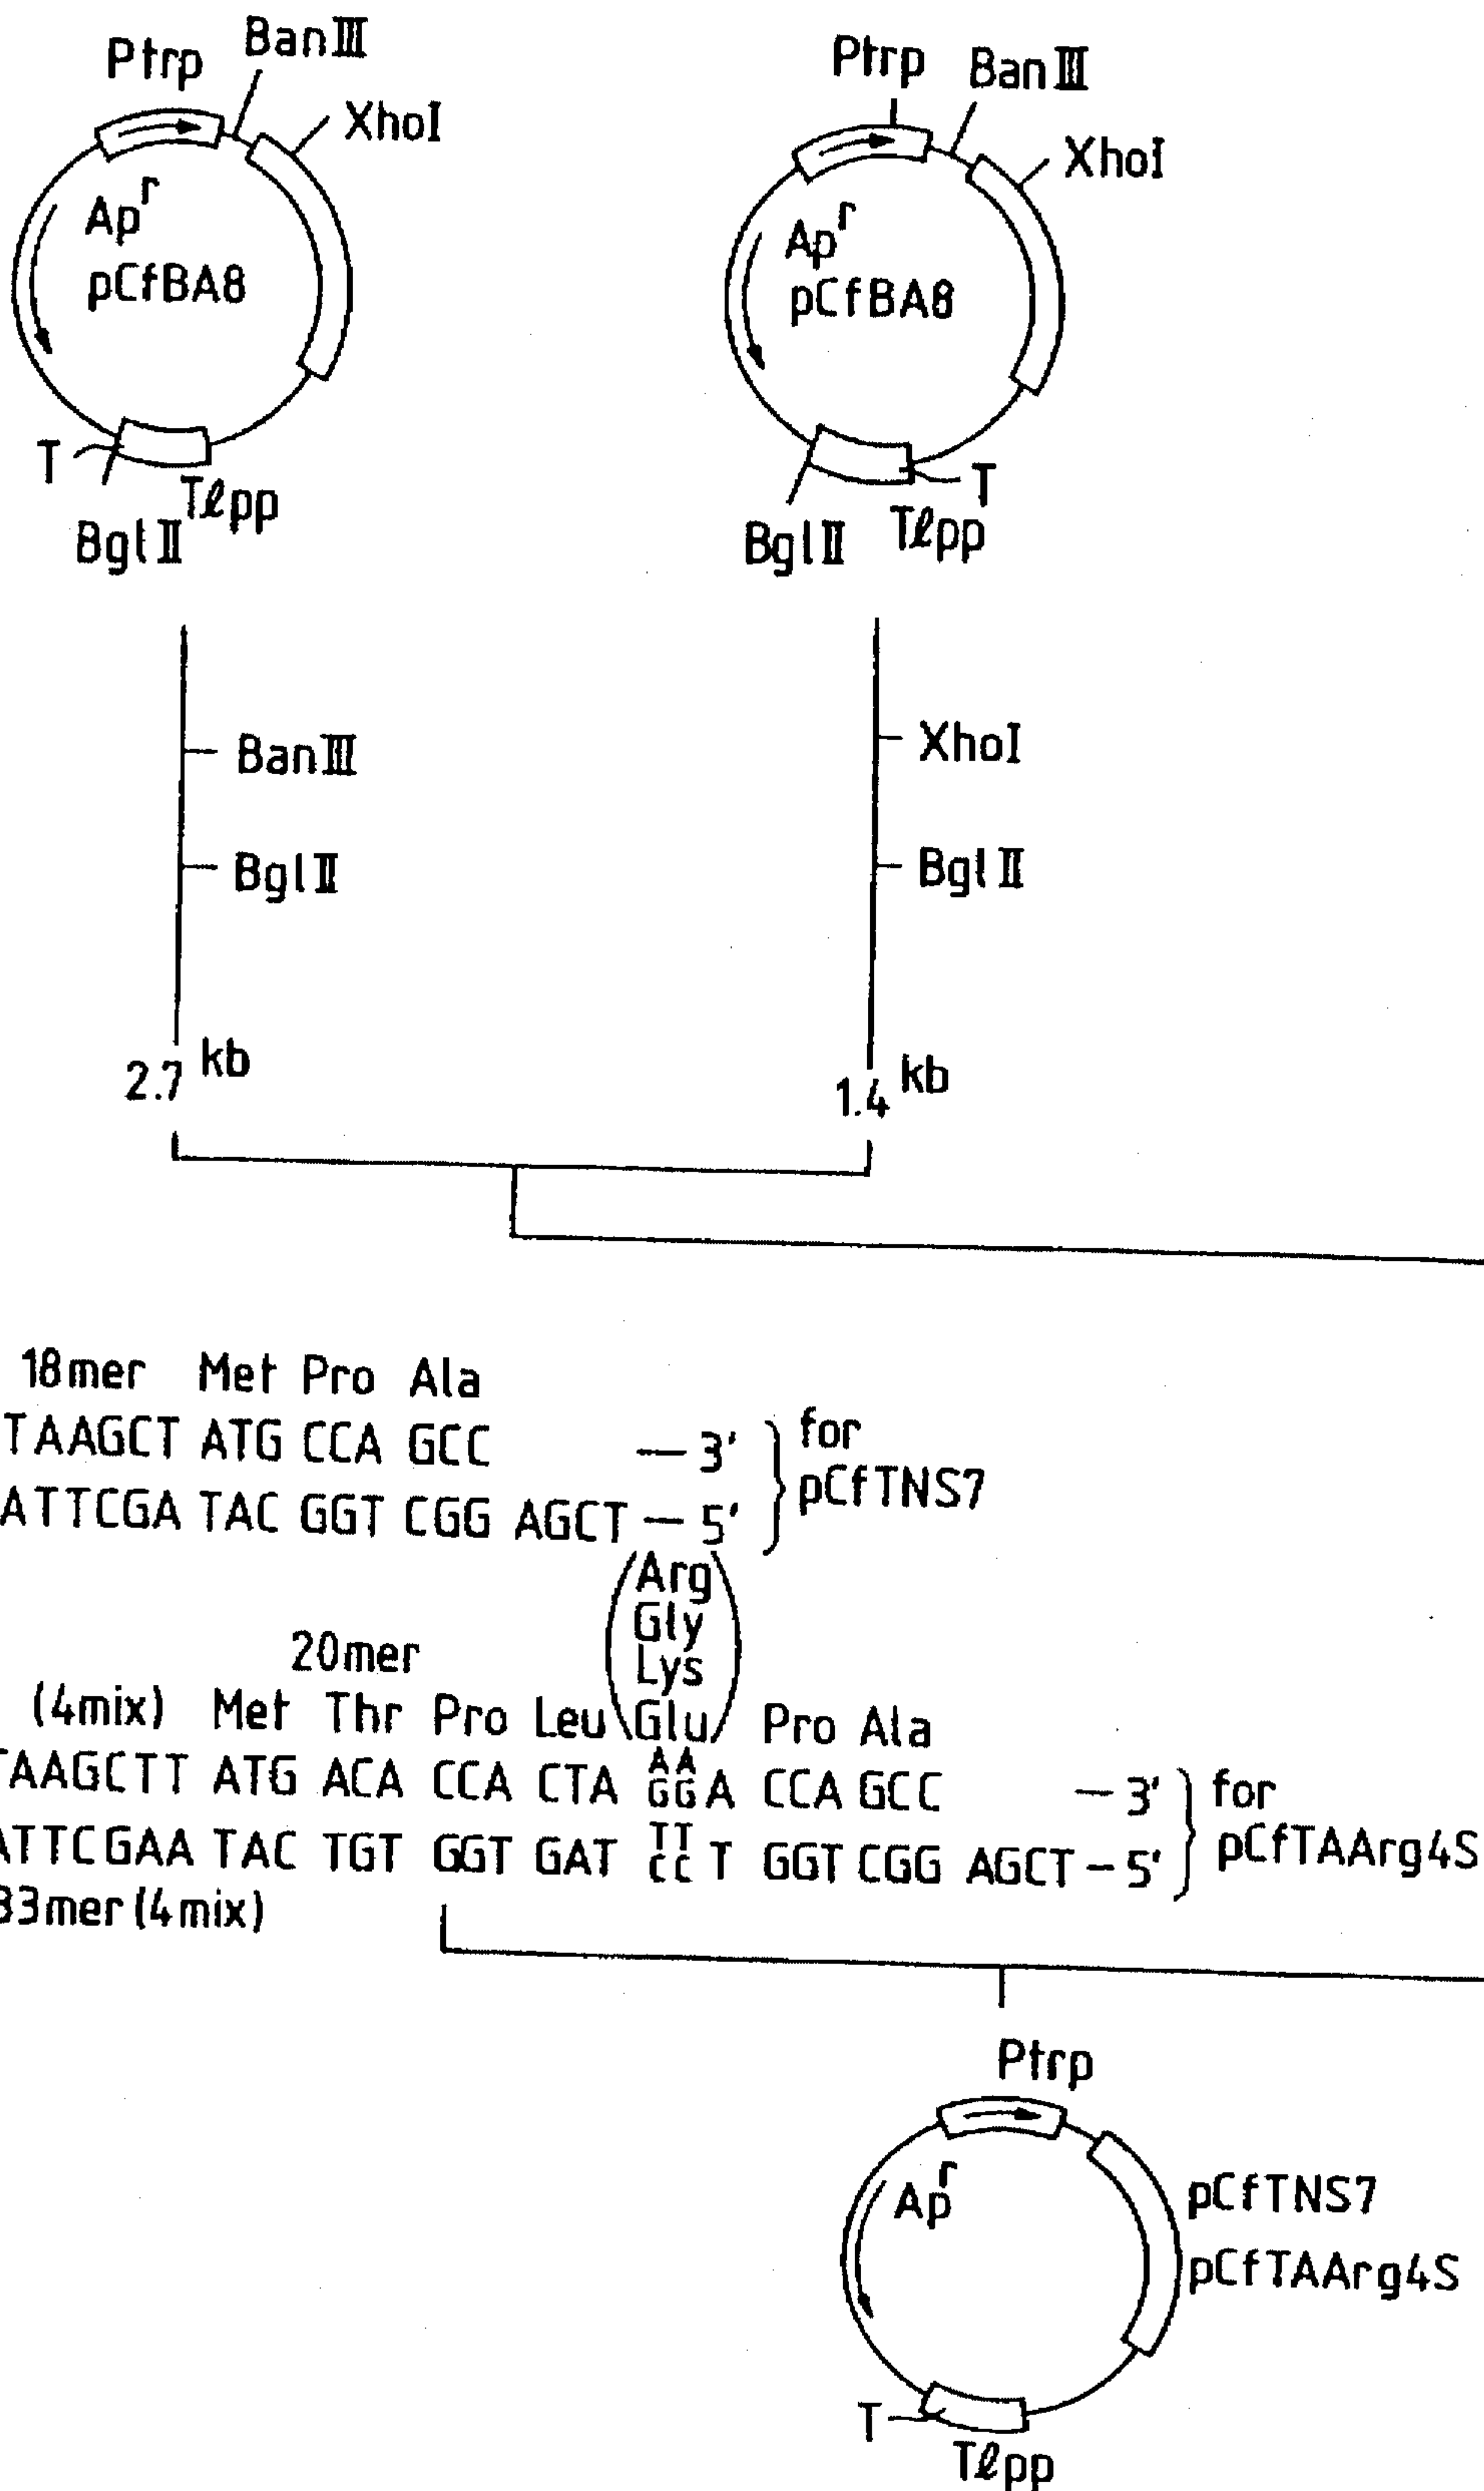 Ptrp BanIII
XhoI
Ap^r
pCfBA8
T
Tℓpp
BglII
Ptrp BanIII
XhoI
Ap^r
pCfBA8
T
Tℓpp
BglII
BanIII
BglII
2.7 kb
XhoI
BglII
1.4 kb
18mer Met Pro Ala
TAAGCT ATG CCA GCC — 3'
ATTCGA TAC GGT CGG AGCT — 5'
for
pCfTNS7
Arg
Gly
Lys
20mer
(4mix) Met Thr Pro Leu Glu Pro Ala
AA
TAAGCTT ATG ACA CCA CTA GGA CCA GCC — 3'
TT
ATTCGAA TAC TGT GGT GAT CCT GGT CGG AGCT — 5'
for
pCfTAArg4S
33mer (4mix)
Ptrp
Ap^r
pCfTNS7
pCfTAArg4S
T
Tℓpp